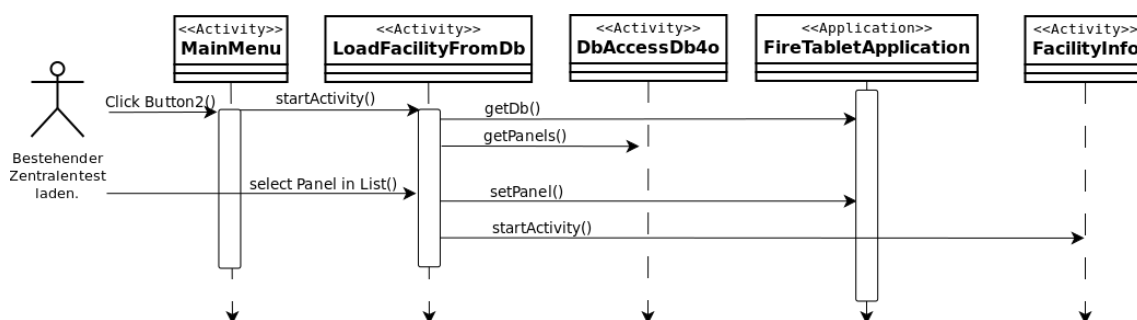 <<Activity>>
MainMenu
<<Activity>>
LoadFacilityFromDb
<<Activity>>
DbAccessDb4o
<<Application>>
FireTabletApplication
<<Activity>>
FacilityInfo
Click Button2()
startActivity()
getDb()
getPanels()
Bestehender
Zentralentest
laden.
select Panel in List()
setPanel()
startActivity()